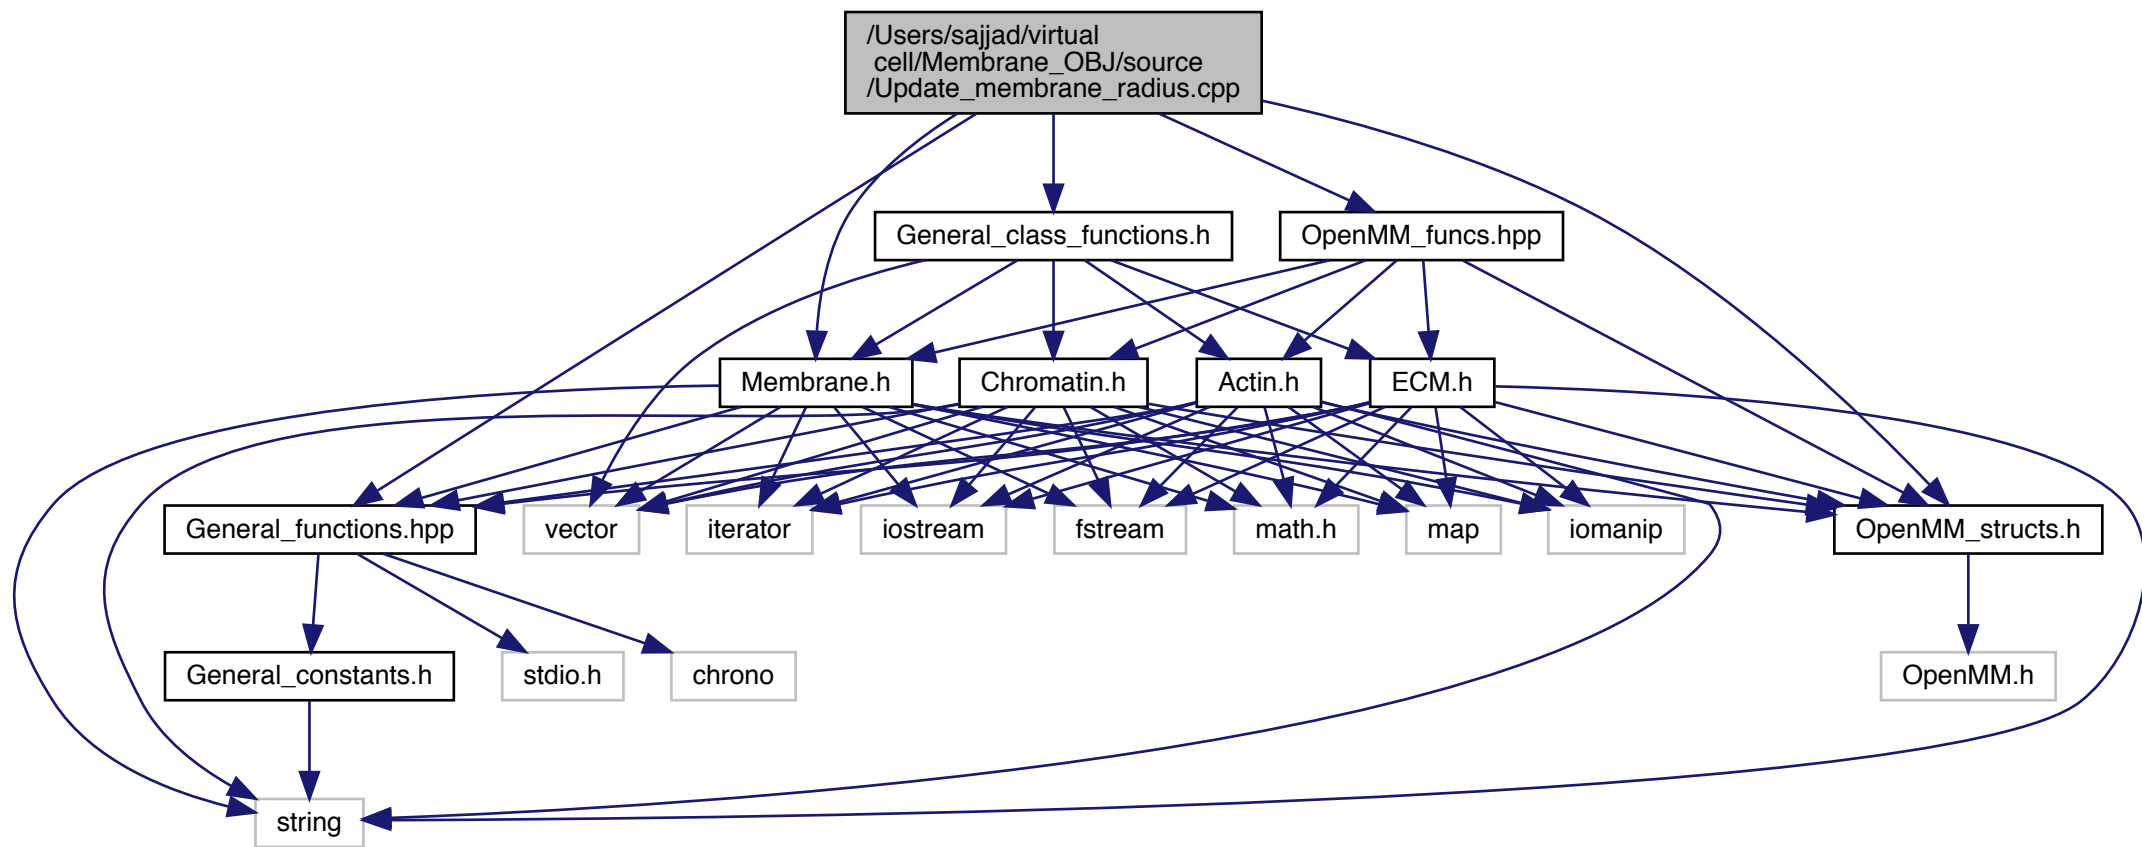 /Users/sajjad/virtual
cell/Membrane_OBJ/source
/Update_membrane_radius.cpp
General_class_functions.h
OpenMM_funcs.hpp
Membrane.h
Chromatin.h
Actin.h
ECM.h
General_functions.hpp
vector
iterator
iostream
fstream
math.h
map
iomanip
OpenMM_structs.h
General_constants.h
stdio.h
chrono
OpenMM.h
string